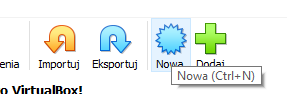 enia Importuj Eksportuj Nowa Dodaj
Nowa (Ctrl+N)
o VirtualBox!